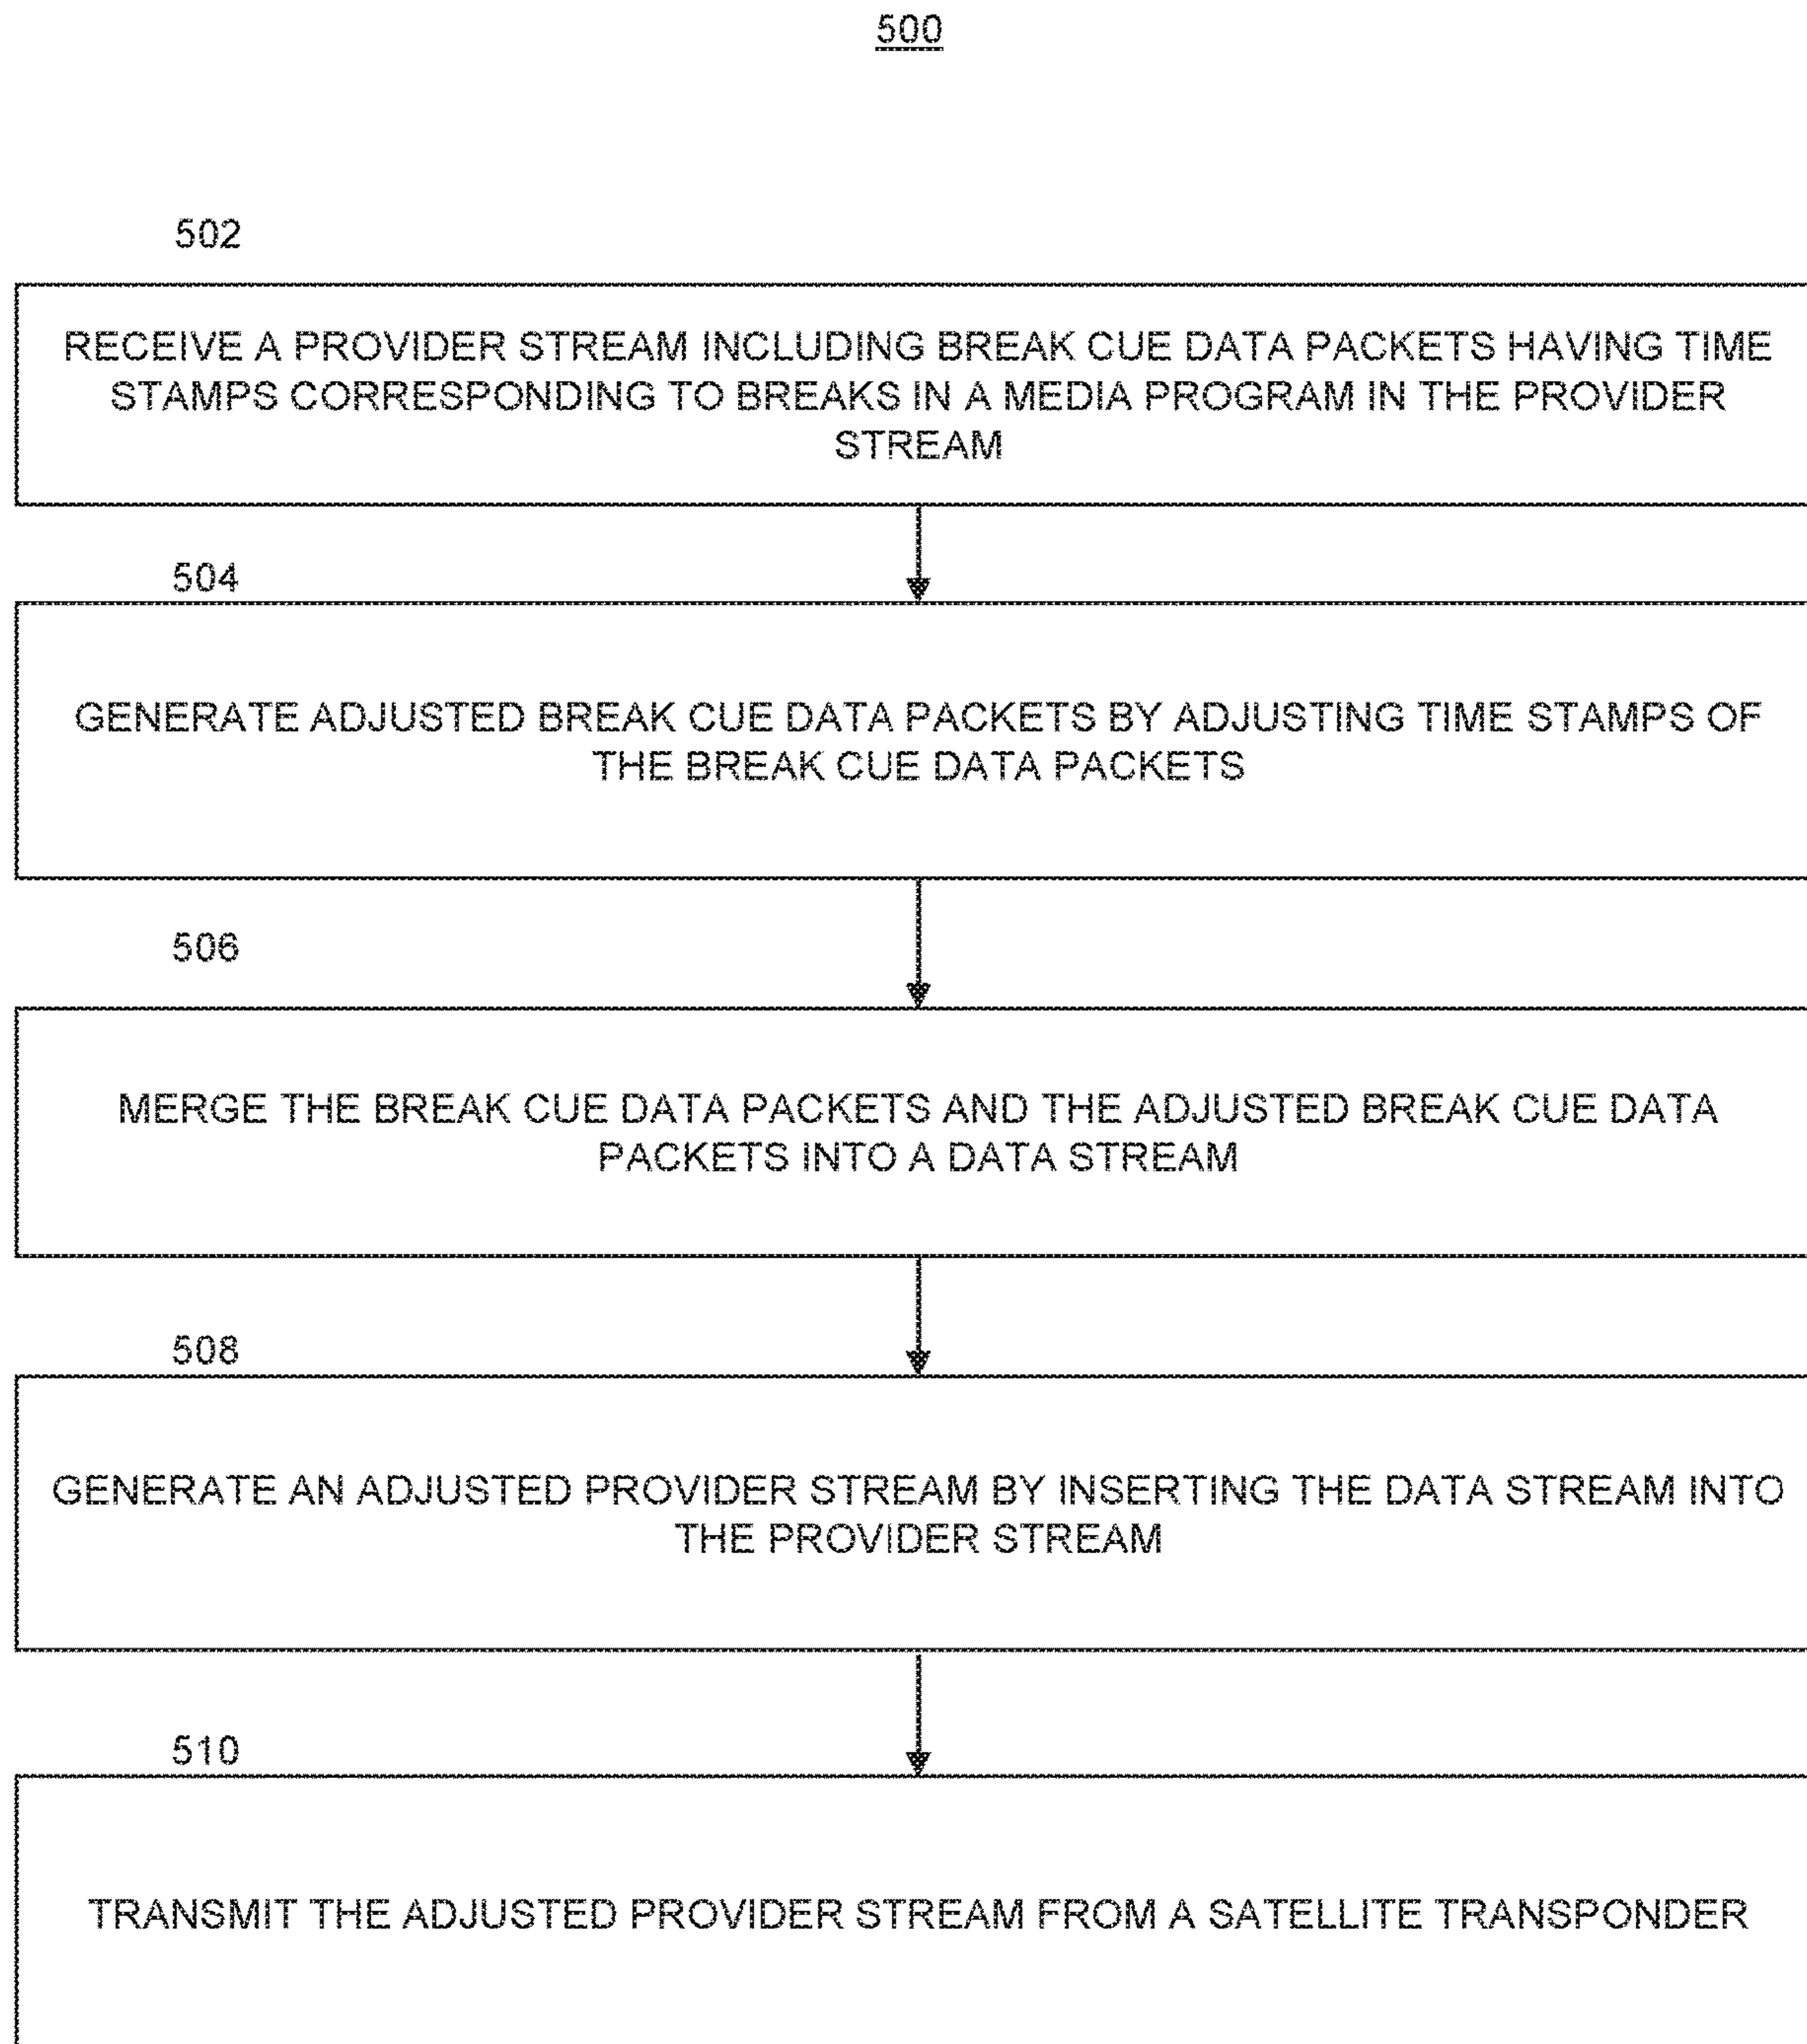 500
502
RECEIVE A PROVIDER STREAM INCLUDING BREAK CUE DATA PACKETS HAVING TIME
STAMPS CORRESPONDING TO BREAKS IN A MEDIA PROGRAM IN THE PROVIDER
STREAM
504
GENERATE ADJUSTED BREAK CUE DATA PACKETS BY ADJUSTING TIME STAMPS OF
THE BREAK CUE DATA PACKETS
506
MERGE THE BREAK CUE DATA PACKETS AND THE ADJUSTED BREAK CUE DATA
PACKETS INTO A DATA STREAM
508
GENERATE AN ADJUSTED PROVIDER STREAM BY INSERTING THE DATA STREAM INTO
THE PROVIDER STREAM
510
TRANSMIT THE ADJUSTED PROVIDER STREAM FROM A SATELLITE TRANSPONDER